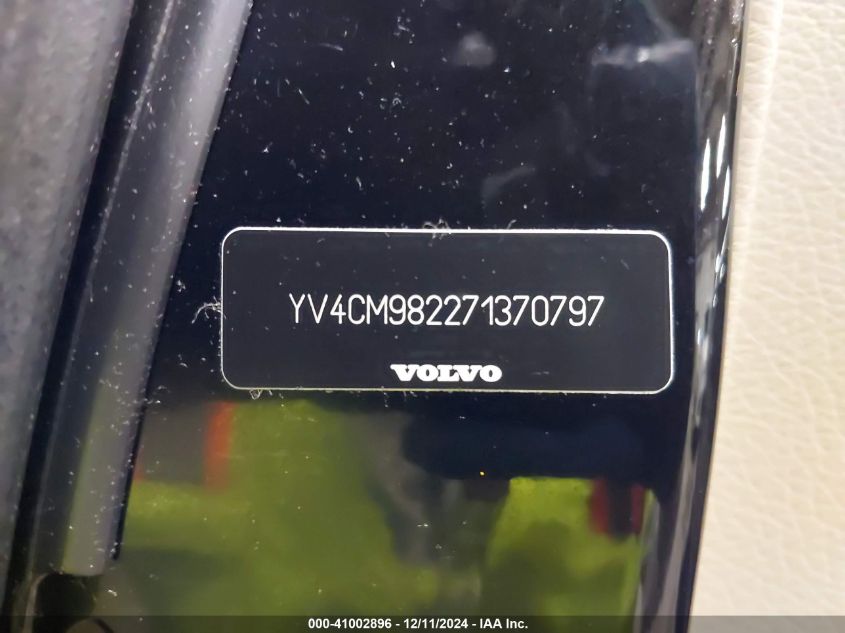 YV4CM982271370797
VOLVO
000-41002896 - 12/11/2024 - IAA Inc.